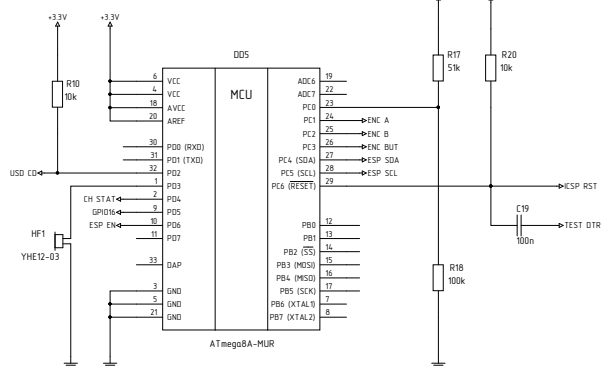 +3.3V
+3.3V
R10
10k
DD5
MCU
6 VCC
4 VCC
18 AVCC
20 AREF
30 PD0 (RXD)
31 PD1 (TXD)
USD CD 32 PD2
1 PD3
CH STAT 2 PD4
GPIO16 9 PD5
ESP EN 10 PD6
11 PD7
33 DAP
3 GND
5 GND
21 GND
HF1
YHE12-03
ADC6 19
ADC7 22
PC0 23
PC1 24 ENC A
PC2 25 ENC B
PC3 26 ENC BUT
PC4 (SDA) 27 ESP SDA
PC5 (SCL) 28 ESP SCL
PC6 (RESET) 29 ICSP RST
PB0 12
PB1 13
PB2 (SS) 14
PB3 (MOSI) 15
PB4 (MISO) 16
PB5 (SCK) 17
PB6 (XTAL1) 7
PB7 (XTAL2) 8
ATmega8A-MUR
R17
51k
R20
10k
C19
100n
TEST DTR
R18
100k